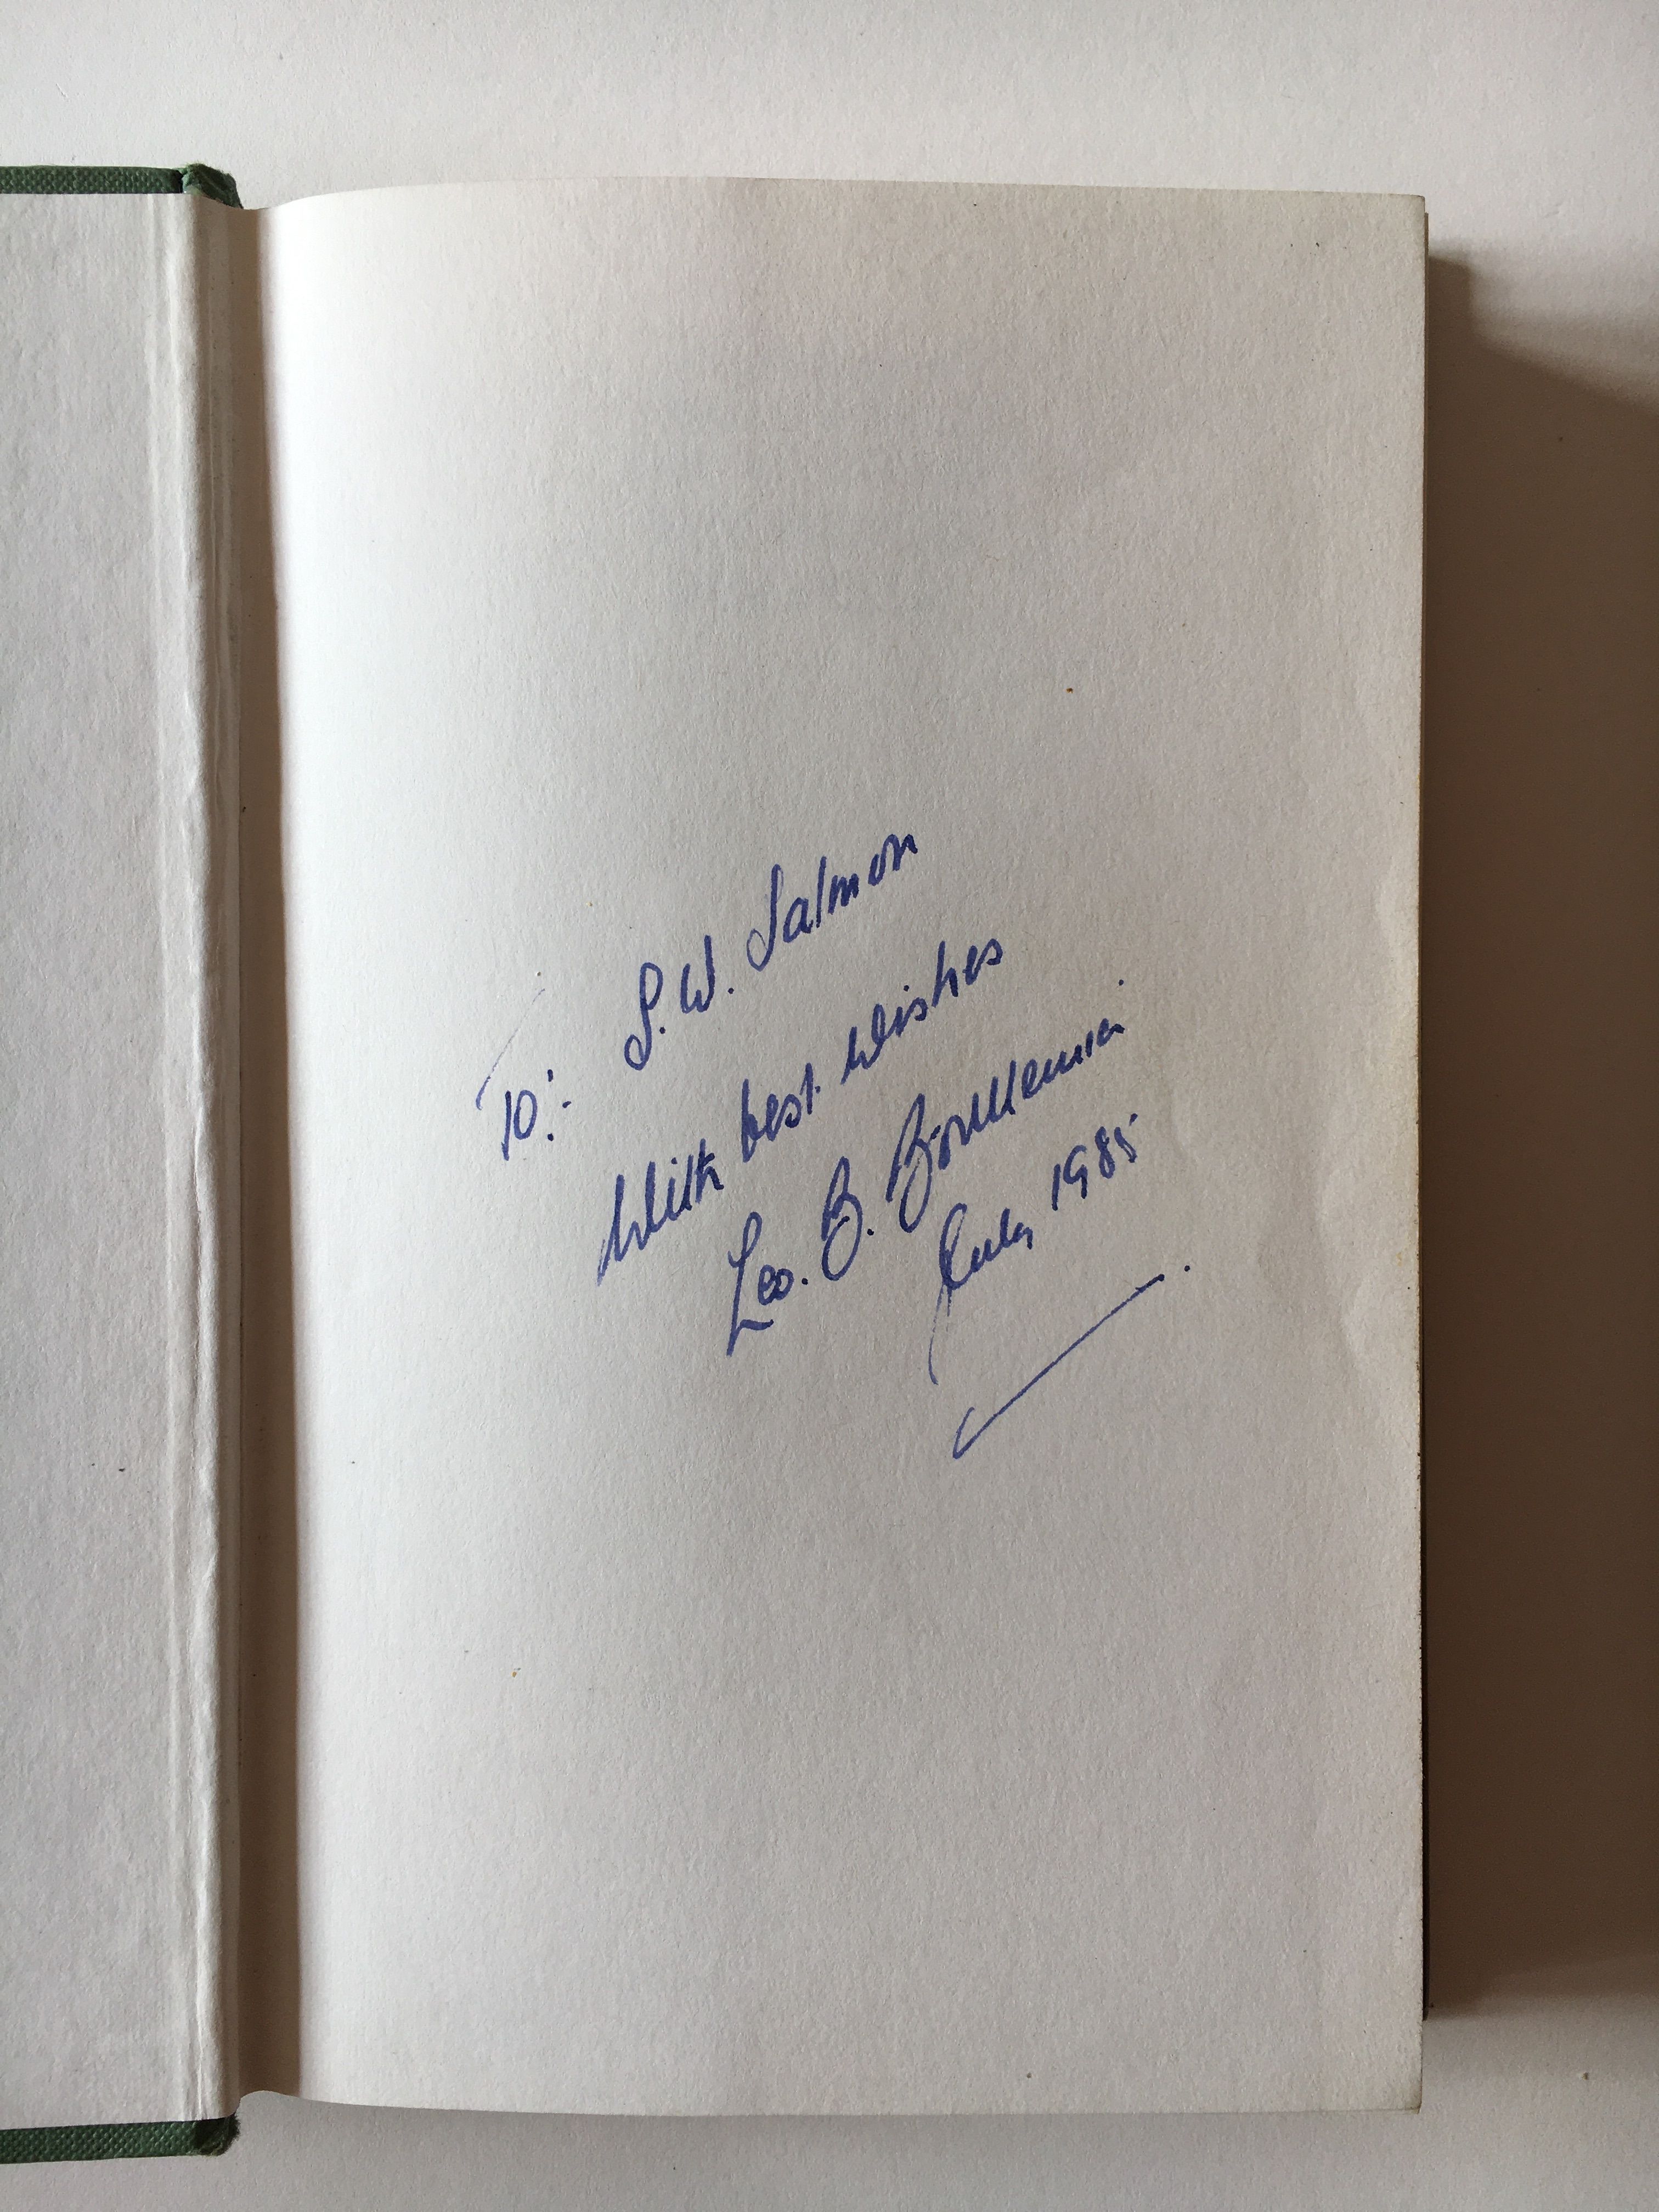 To: S.W. Salmon
With best wishes
Leo. B. 
July 1985